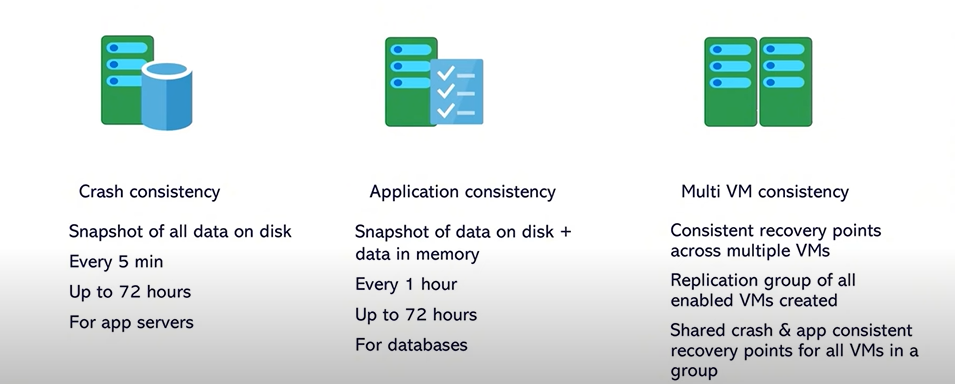 Crash consistency
Snapshot of all data on disk
Every 5 min
Up to 72 hours
For app servers
Application consistency
Snapshot of data on disk +
data in memory
Every 1 hour
Up to 72 hours
For databases
Multi VM consistency
Consistent recovery points
across multiple VMs
Replication group of all
enabled VMs created
Shared crash & app consistent
recovery points for all VMs in a
group